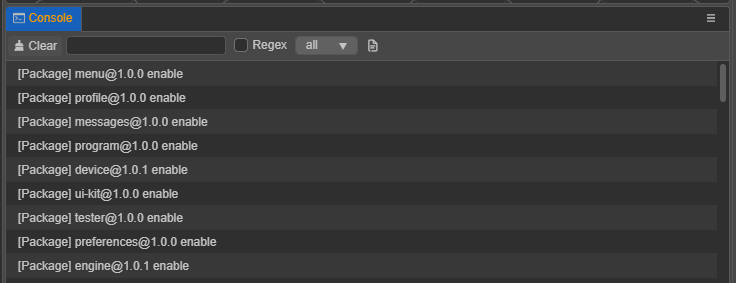 Console
Clear
Regex
all
[Package] menu@1.0.0 enable
[Package] profile@1.0.0 enable
[Package] messages@1.0.0 enable
[Package] program@1.0.0 enable
[Package] device@1.0.1 enable
[Package] ui-kit@1.0.0 enable
[Package] tester@1.0.0 enable
[Package] preferences@1.0.0 enable
[Package] engine@1.0.1 enable